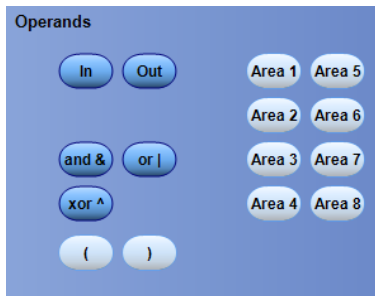 Operands
In Out Area 1 Area 5
Area 2 Area 6
and & or | Area 3 Area 7
xor ^ Area 4 Area 8
( )